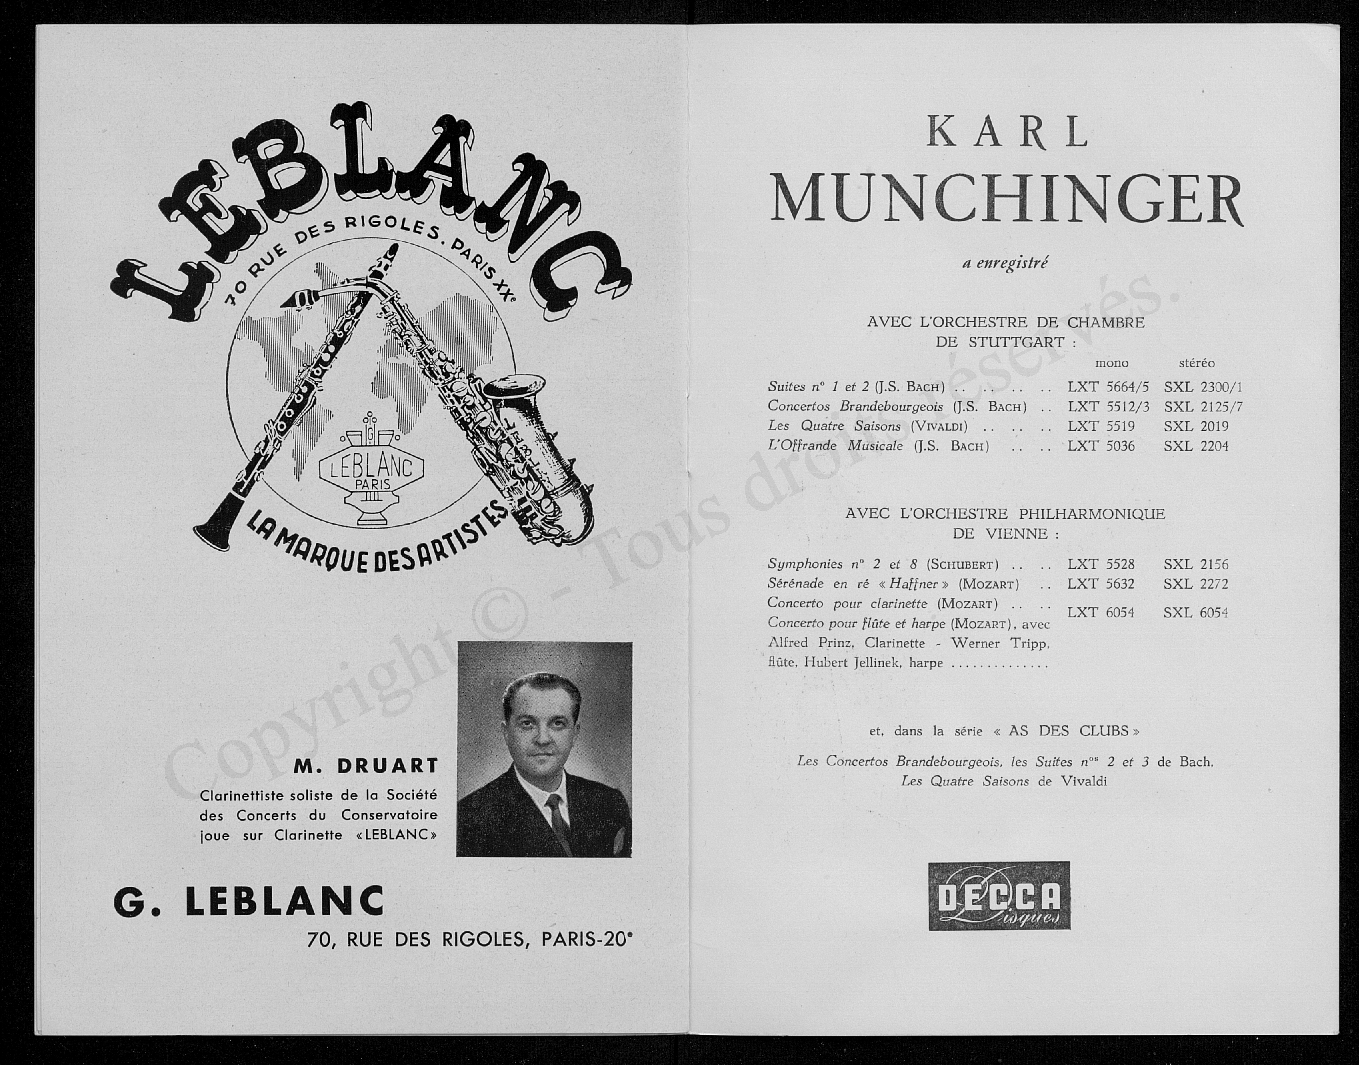 LEBLANC
70 RUE DES RIGOLES. PARIS XXe
LEBLANC
PARIS
LA MARQUE DES ARTISTES
M. DRUART
Clarinettiste soliste de la Société
des Concerts du Conservatoire
joue sur Clarinette «LEBLANC»
G. LEBLANC
70, RUE DES RIGOLES, PARIS-20e
KARL
MUNCHINGER
a enregistré
AVEC L'ORCHESTRE DE CHAMBRE
DE STUTTGART :
mono stéréo
Suites n° 1 et 2 (J.S. BACH) .. .. .. .. LXT 5664/5 SXL 2300/1
Concertos Brandebourgeois (J.S. BACH) .. LXT 5512/3 SXL 2125/7
Les Quatre Saisons (VIVALDI) .. .. .. LXT 5519 SXL 2019
L'Offrande Musicale (J.S. BACH) .. .. LXT 5036 SXL 2204
AVEC L'ORCHESTRE PHILHARMONIQUE
DE VIENNE :
Symphonies n° 2 et 8 (SCHUBERT) .. .. LXT 5528 SXL 2156
Sérénade en ré « Haffner » (MOZART) .. LXT 5632 SXL 2272
Concerto pour clarinette (MOZART) .. ..
LXT 6054 SXL 6054
Concerto pour flûte et harpe (MOZART), avec
Alfred Prinz, Clarinette - Werner Tripp,
flûte, Hubert Jellinek, harpe ..............
et, dans la série « AS DES CLUBS »
Les Concertos Brandebourgeois, les Suites nos 2 et 3 de Bach,
Les Quatre Saisons de Vivaldi
DECCA
Disques
Copyright © - Tous droits réservés.